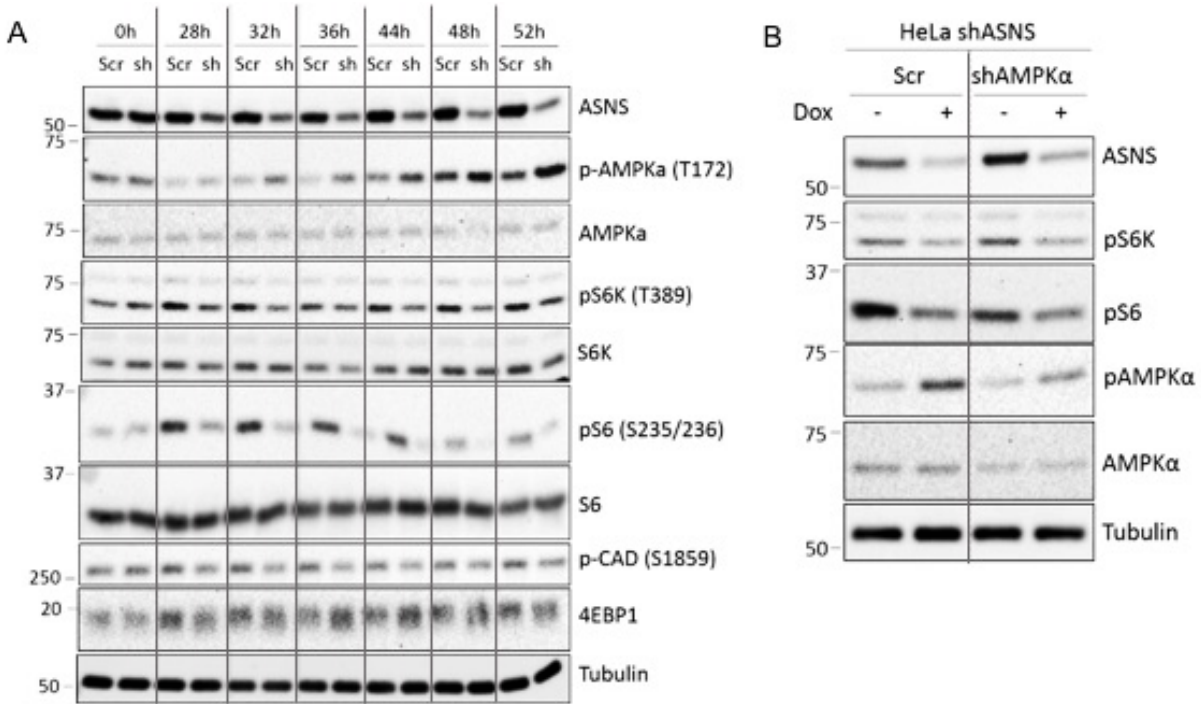 A
0h 28h 32h 36h 44h 48h 52h
Scr sh Scr sh Scr sh Scr sh Scr sh Scr sh Scr sh
50 ASNS
75 p-AMPKa (T172)
75 AMPKa
75 pS6K (T389)
75 S6K
37 pS6 (S235/236)
37 S6
250 p-CAD (S1859)
20 4EBP1
50 Tubulin
B
HeLa shASNS
Scr shAMPKα
Dox - + - +
50 ASNS
75 pS6K
37 pS6
75 pAMPKα
75 AMPKα
50 Tubulin